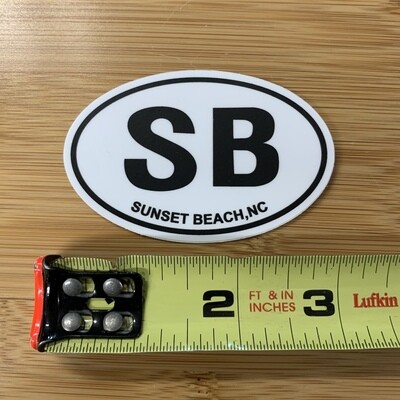 SB
SUNSET BEACH,NC
2 FT & IN 3 Lufkin
INCHES